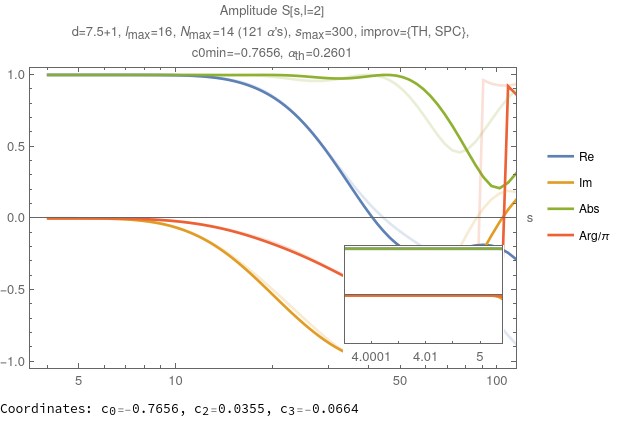 Amplitude S[s,l=2]
d=7.5+1, lmax=16, Nmax=14 (121 α's), smax=300, improv={TH, SPC},
c0min=-0.7656, αth=0.2601
1.0
0.5
0.0
-0.5
-1.0
s
Re
Im
Abs
Arg/π
4.0001 4.01 5
5 10 50 100
Coordinates: c0=-0.7656, c2=0.0355, c3=-0.0664